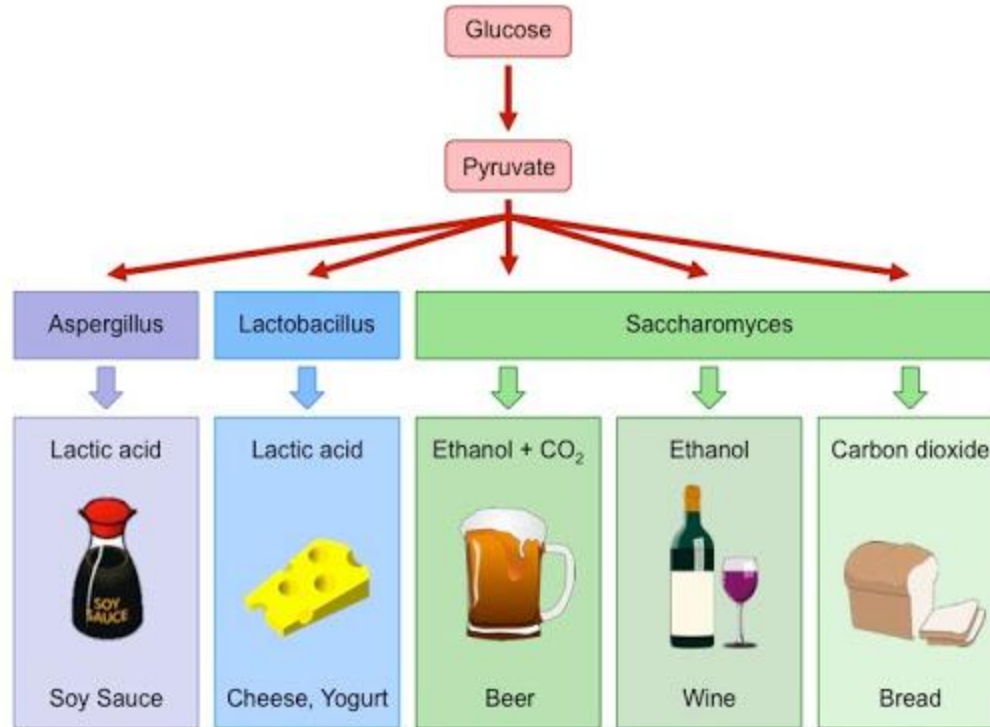 Glucose
Pyruvate
Aspergillus
Lactobacillus
Saccharomyces
Lactic acid
Lactic acid
Ethanol + CO₂
Ethanol
Carbon dioxide
SOY
SAUCE
Soy Sauce
Cheese, Yogurt
Beer
Wine
Bread